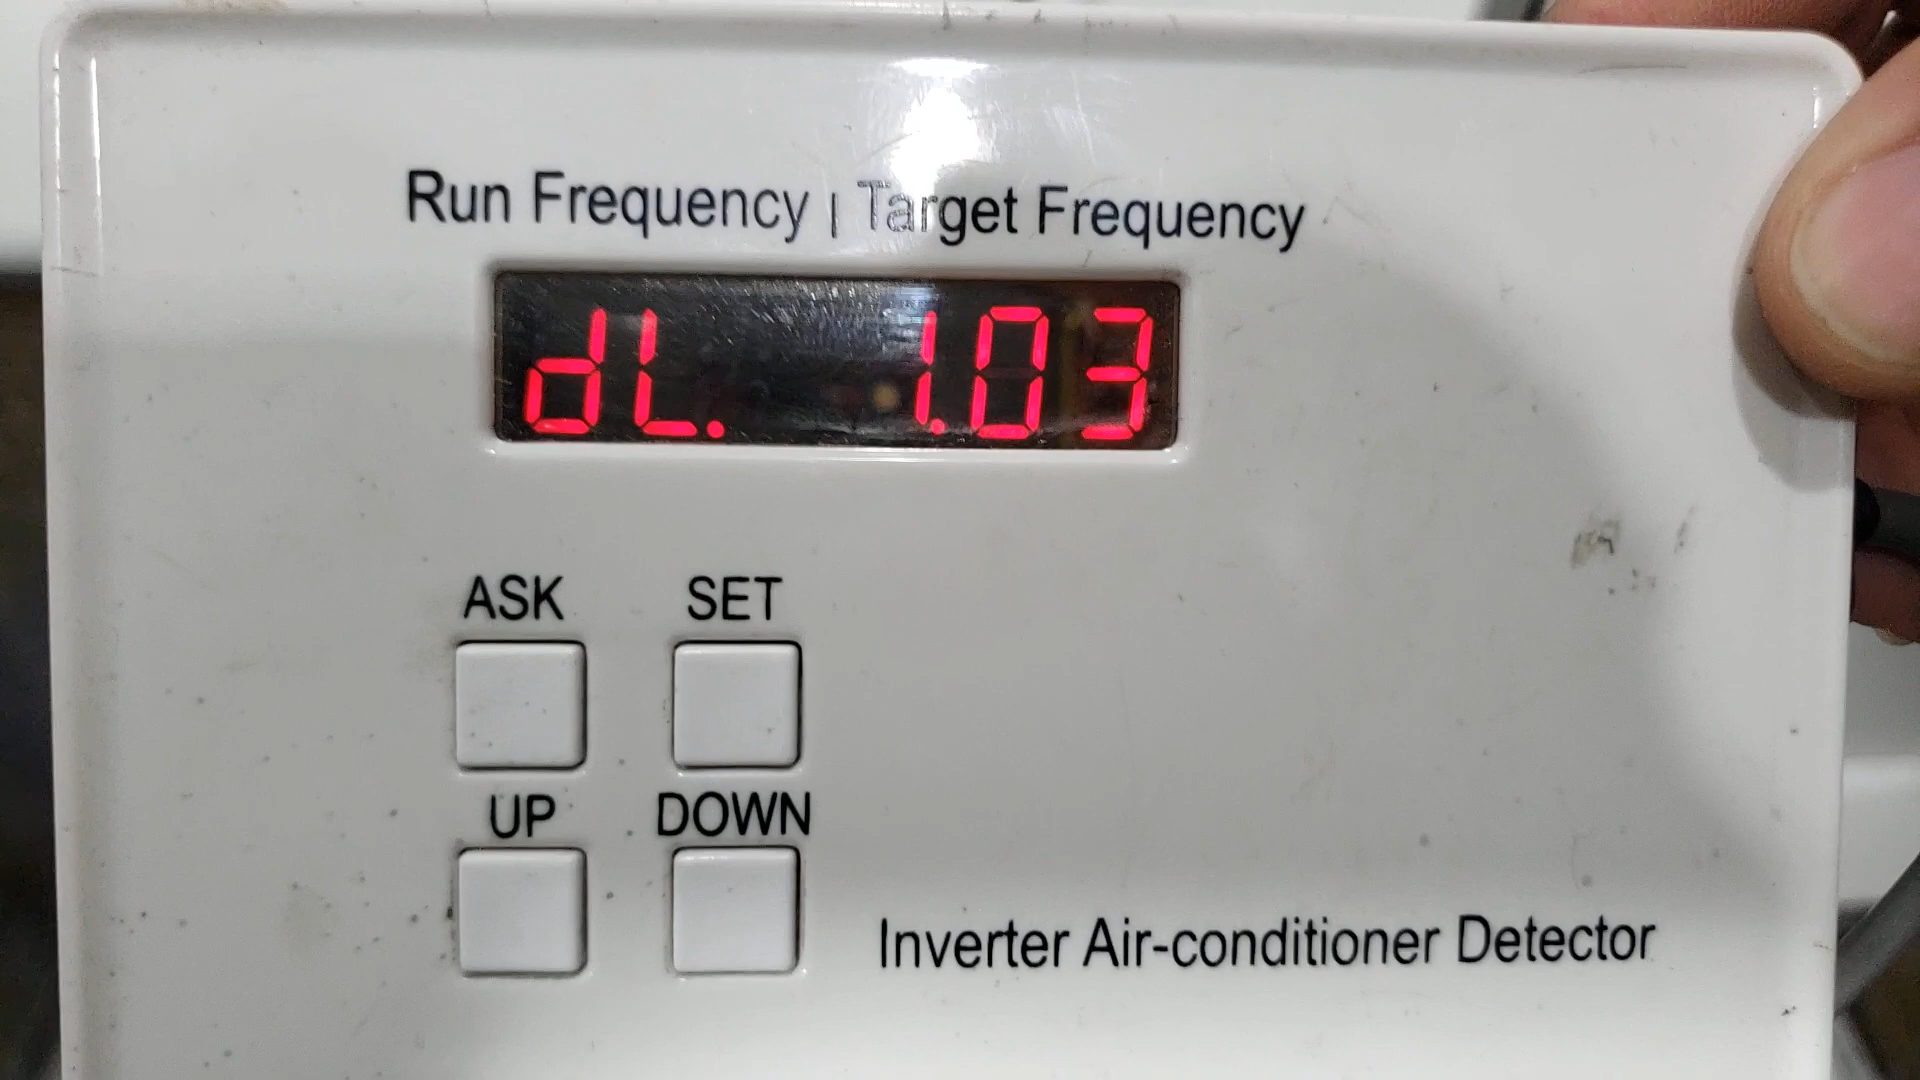 Run Frequency | Target Frequency
dL. 1.03
ASK SET
UP DOWN
Inverter Air-conditioner Detector